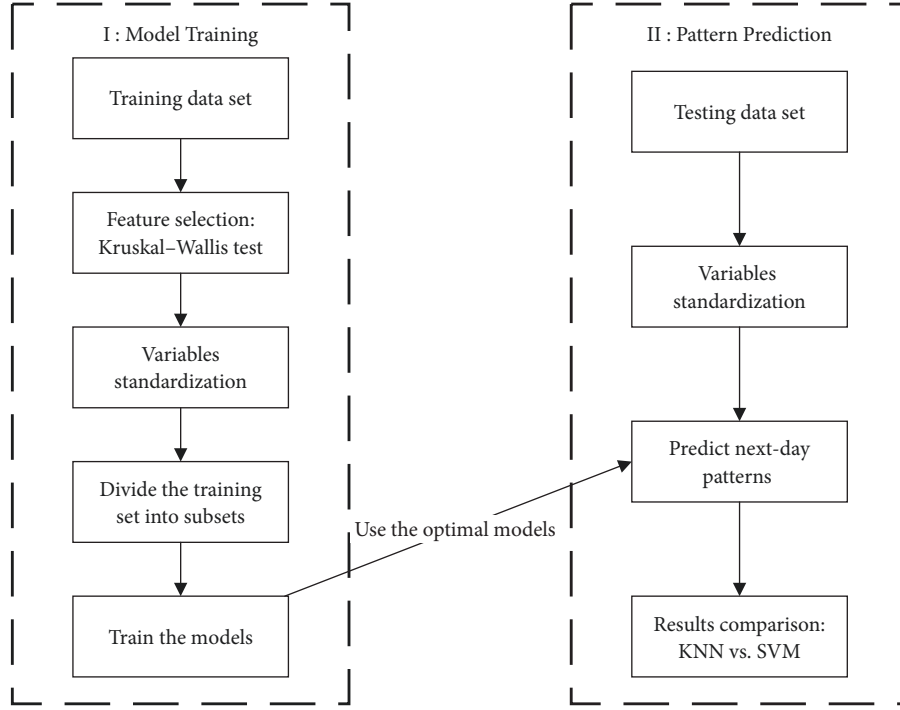 I : Model Training
Training data set
Feature selection:
Kruskal–Wallis test
Variables
standardization
Divide the training
set into subsets
Train the models
Use the optimal models
II : Pattern Prediction
Testing data set
Variables
standardization
Predict next-day
patterns
Results comparison:
KNN vs. SVM